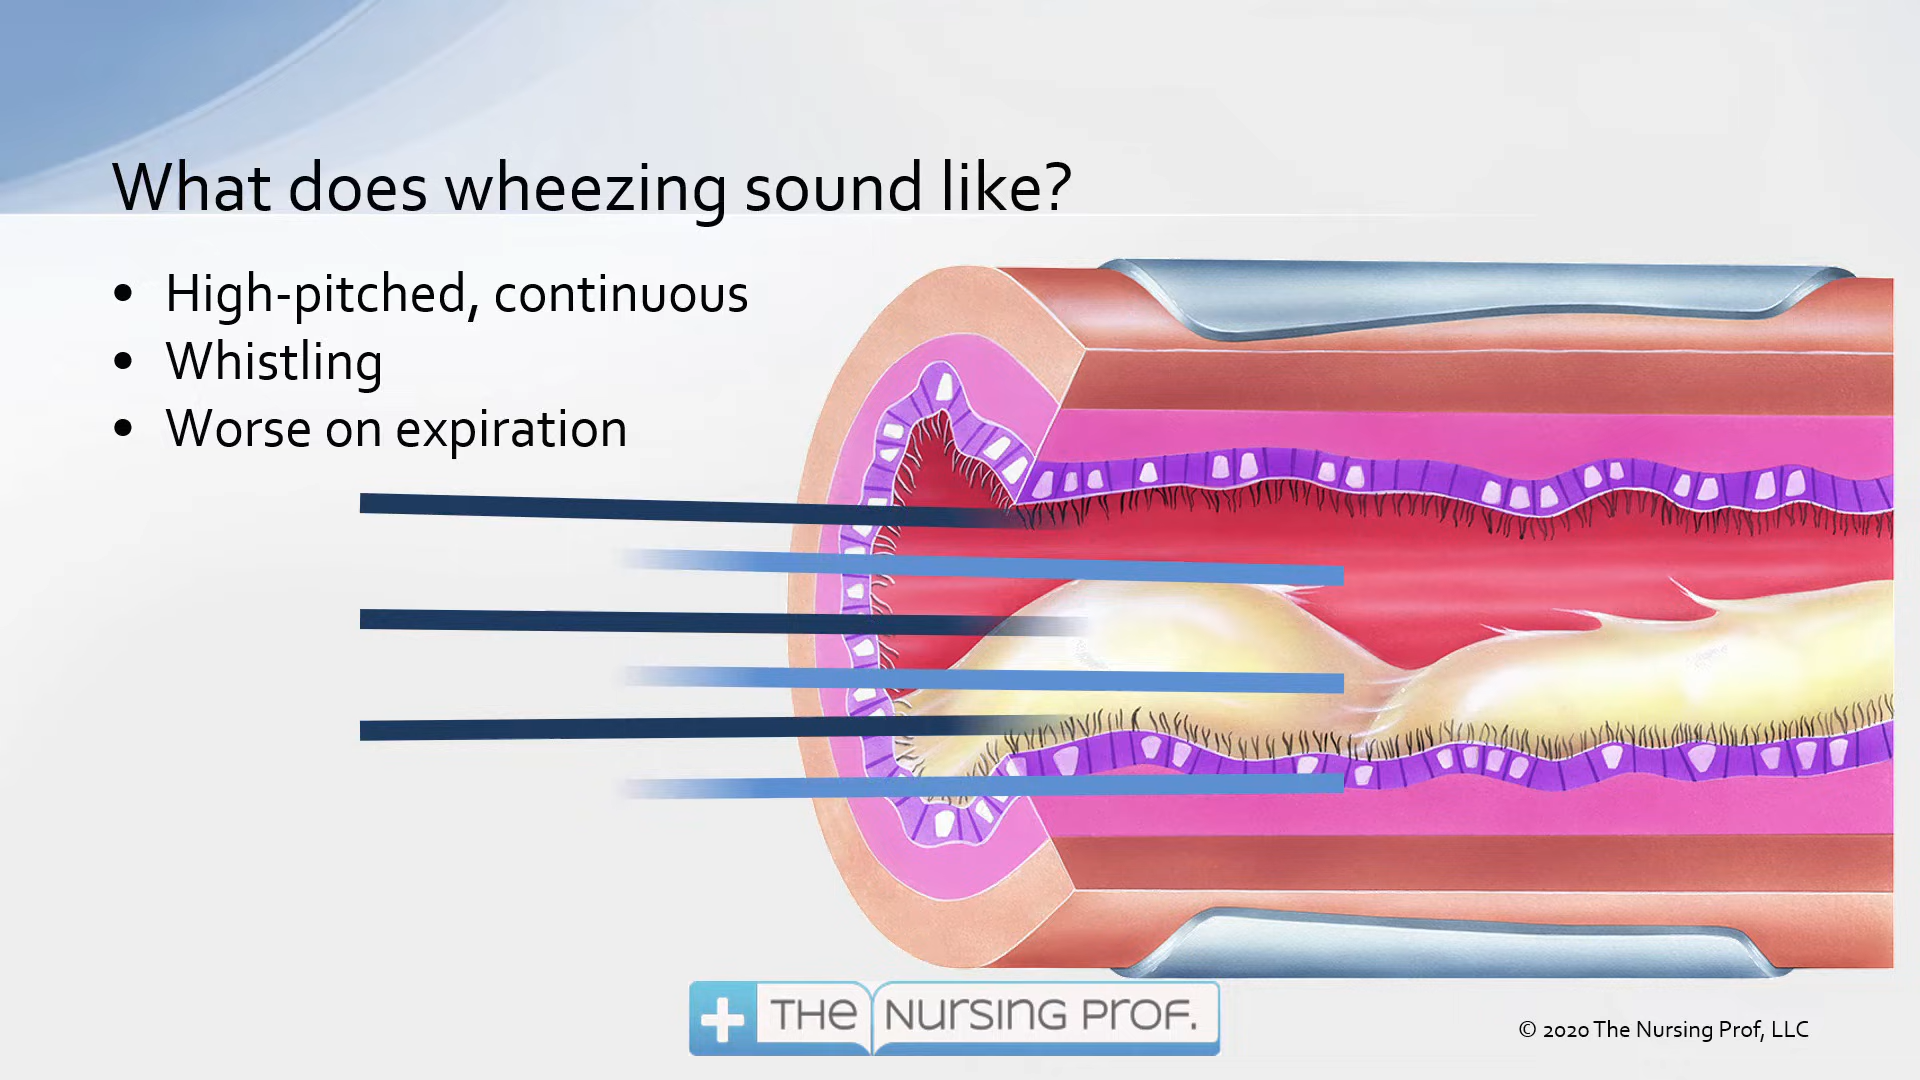 What does wheezing sound like?
• High-pitched, continuous
• Whistling
• Worse on expiration
THE NURSING PROF.
© 2020 The Nursing Prof, LLC